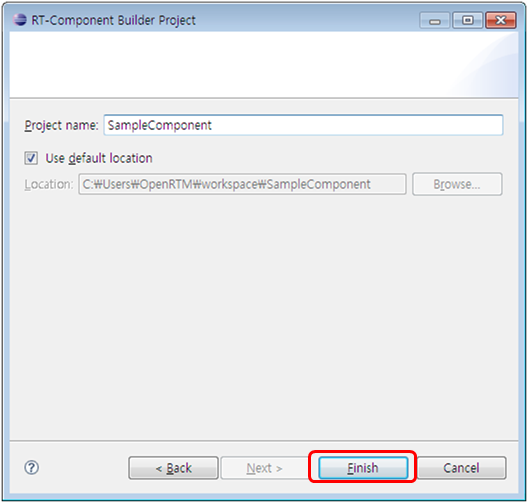 RT-Component Builder Project
Project name: SampleComponent
Use default location
Location: C:₩Users₩OpenRTM₩workspace₩SampleComponent Browse...
? < Back Next > Finish Cancel